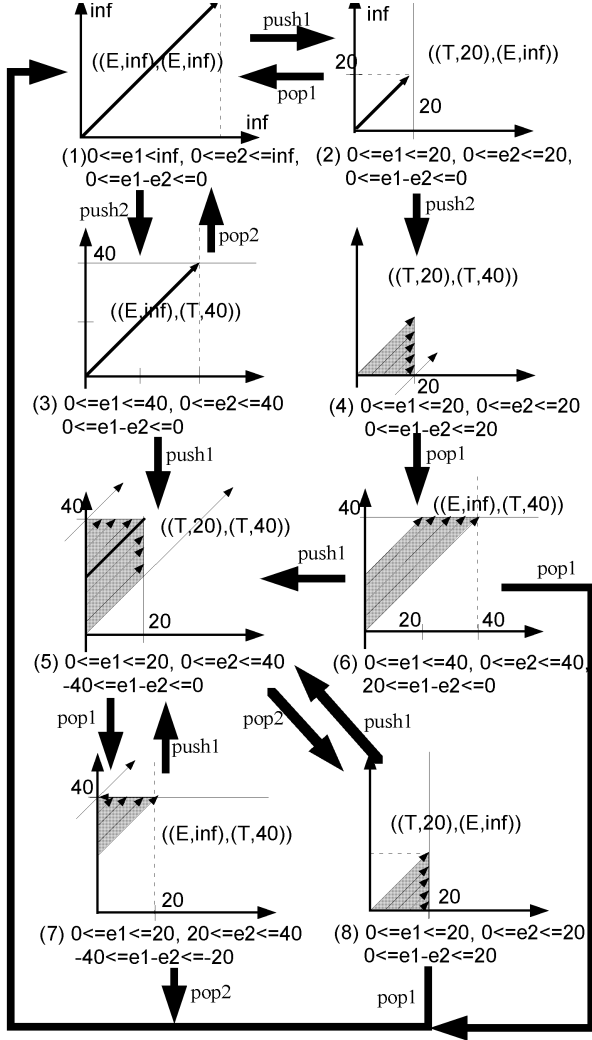 inf
((E,inf),(E,inf))
inf
(1)0<=e1<inf, 0<=e2<=inf,
0<=e1-e2<=0
push1
pop1
inf
20
((T,20),(E,inf))
20
(2) 0<=e1<=20, 0<=e2<=20,
0<=e1-e2<=0
push2
pop2
push2
40
((E,inf),(T,40))
(3) 0<=e1<=40, 0<=e2<=40
0<=e1-e2<=0
((T,20),(T,40))
20
(4) 0<=e1<=20, 0<=e2<=20
0<=e1-e2<=20
push1
pop1
40
((T,20),(T,40))
20
(5) 0<=e1<=20, 0<=e2<=40
-40<=e1-e2<=0
push1
40
((E,inf),(T,40))
20
40
(6) 0<=e1<=40, 0<=e2<=40,
20<=e1-e2<=0
pop1
pop1
push1
pop2
push1
40
((E,inf),(T,40))
20
(7) 0<=e1<=20, 20<=e2<=40
-40<=e1-e2<=-20
((T,20),(E,inf))
20
(8) 0<=e1<=20, 0<=e2<=20
0<=e1-e2<=20
pop2
pop1